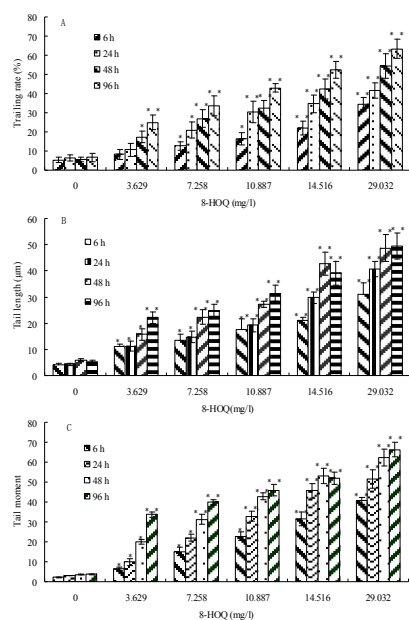 A
Trailing rate (%)
80
70
60
50
40
30
20
10
0
6 h
24 h
48 h
96 h
0 3.629 7.258 10.887 14.516 29.032
8-HOQ (mg/l)
B
Tail length (μm)
60
50
40
30
20
10
0
6 h
24 h
48 h
96 h
0 3.629 7.258 10.887 14.516 29.032
8-HOQ(mg/l)
C
Tail moment
80
70
60
50
40
30
20
10
0
6 h
24 h
48 h
96 h
0 3.629 7.258 10.887 14.516 29.032
8-HOQ (mg/l)